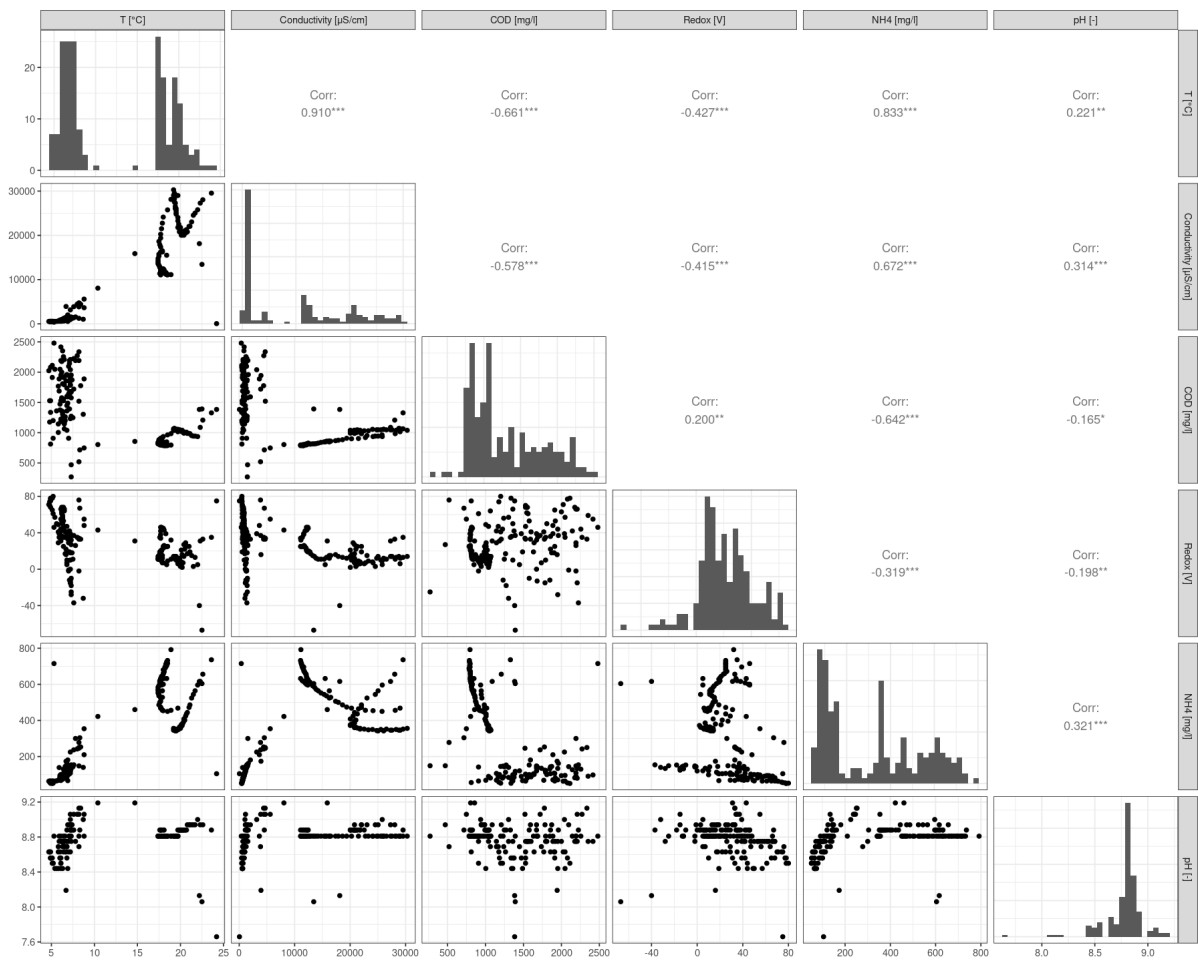 T [°C]
Conductivity [µS/cm]
COD [mg/l]
Redox [V]
NH4 [mg/l]
pH [-]
20
10
0
Corr:
0.910***
Corr:
-0.661***
Corr:
-0.427***
Corr:
0.833***
Corr:
0.221**
T [°C]
30000
20000
10000
0
Corr:
-0.578***
Corr:
-0.415***
Corr:
0.672***
Corr:
0.314***
Conductivity [µS/cm]
2500
2000
1500
1000
500
Corr:
0.200**
Corr:
-0.642***
Corr:
-0.165*
COD [mg/l]
80
40
0
-40
Corr:
-0.319***
Corr:
-0.198**
Redox [V]
800
600
400
200
Corr:
0.321***
NH4 [mg/l]
9.2
8.8
8.4
8.0
7.6
pH [-]
5 10 15 20 25
0 10000 20000 30000
500 1000 1500 2000 2500
-40 0 40 80
200 400 600 800
8.0 8.5 9.0